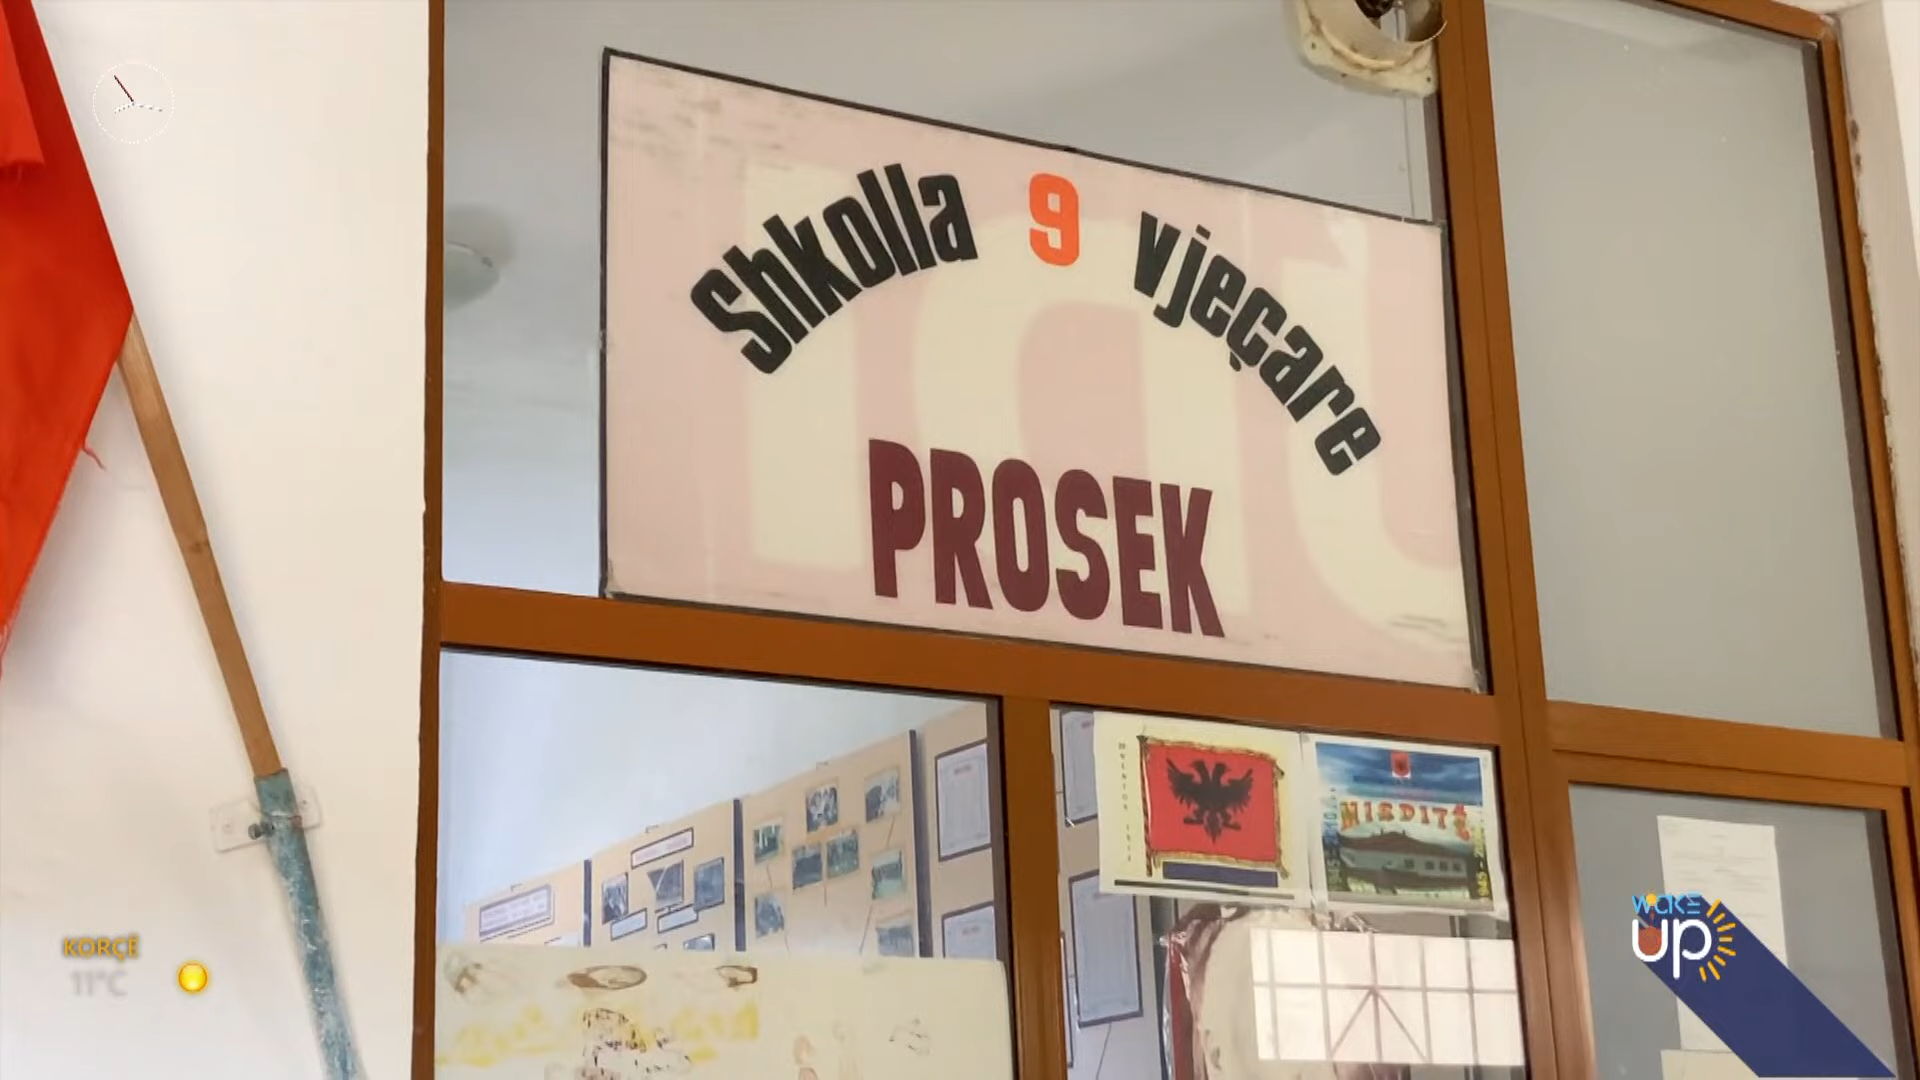 Shkolla 9 vjeçare
PROSEK
MIRDITË
KORÇË
11°C
WAKE
UP